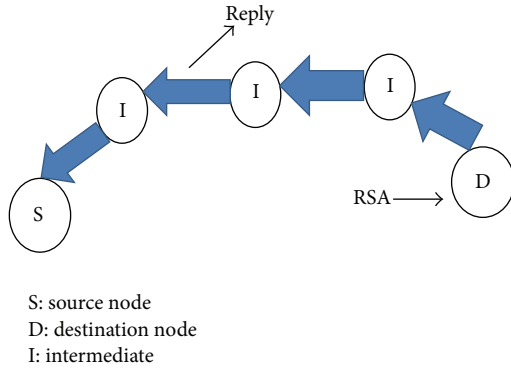 Reply
I
I
I
D
RSA
S
S: source node
D: destination node
I: intermediate